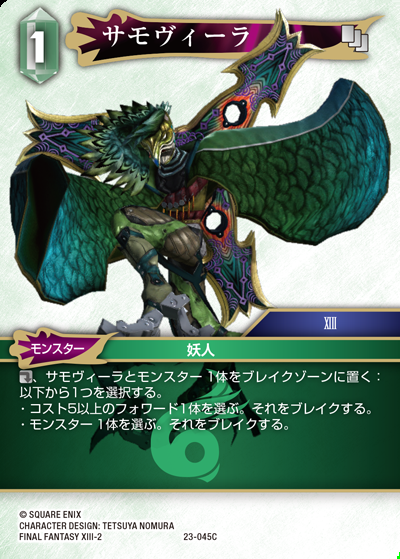 1
サモヴィーラ
XIII
モンスター
妖人
、サモヴィーラとモンスター 1体をブレイクゾーンに置く：
以下から1つを選択する。
・コスト5以上のフォワード1体を選ぶ。それをブレイクする。
・モンスター 1体を選ぶ。それをブレイクする。
© SQUARE ENIX
CHARACTER DESIGN: TETSUYA NOMURA
FINAL FANTASY XIII-2
23-045C